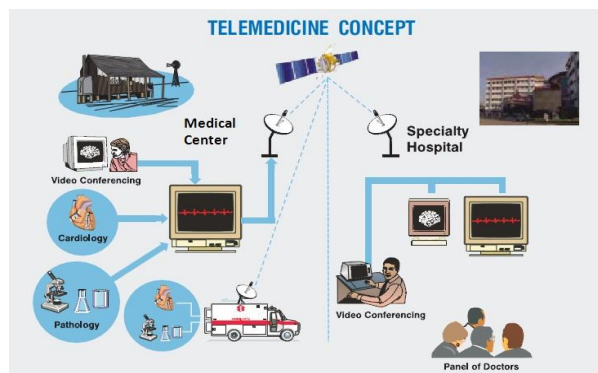 TELEMEDICINE CONCEPT
Medical
Center
Specialty
Hospital
Video Conferencing
Cardiology
Pathology
Video Conferencing
Panel of Doctors